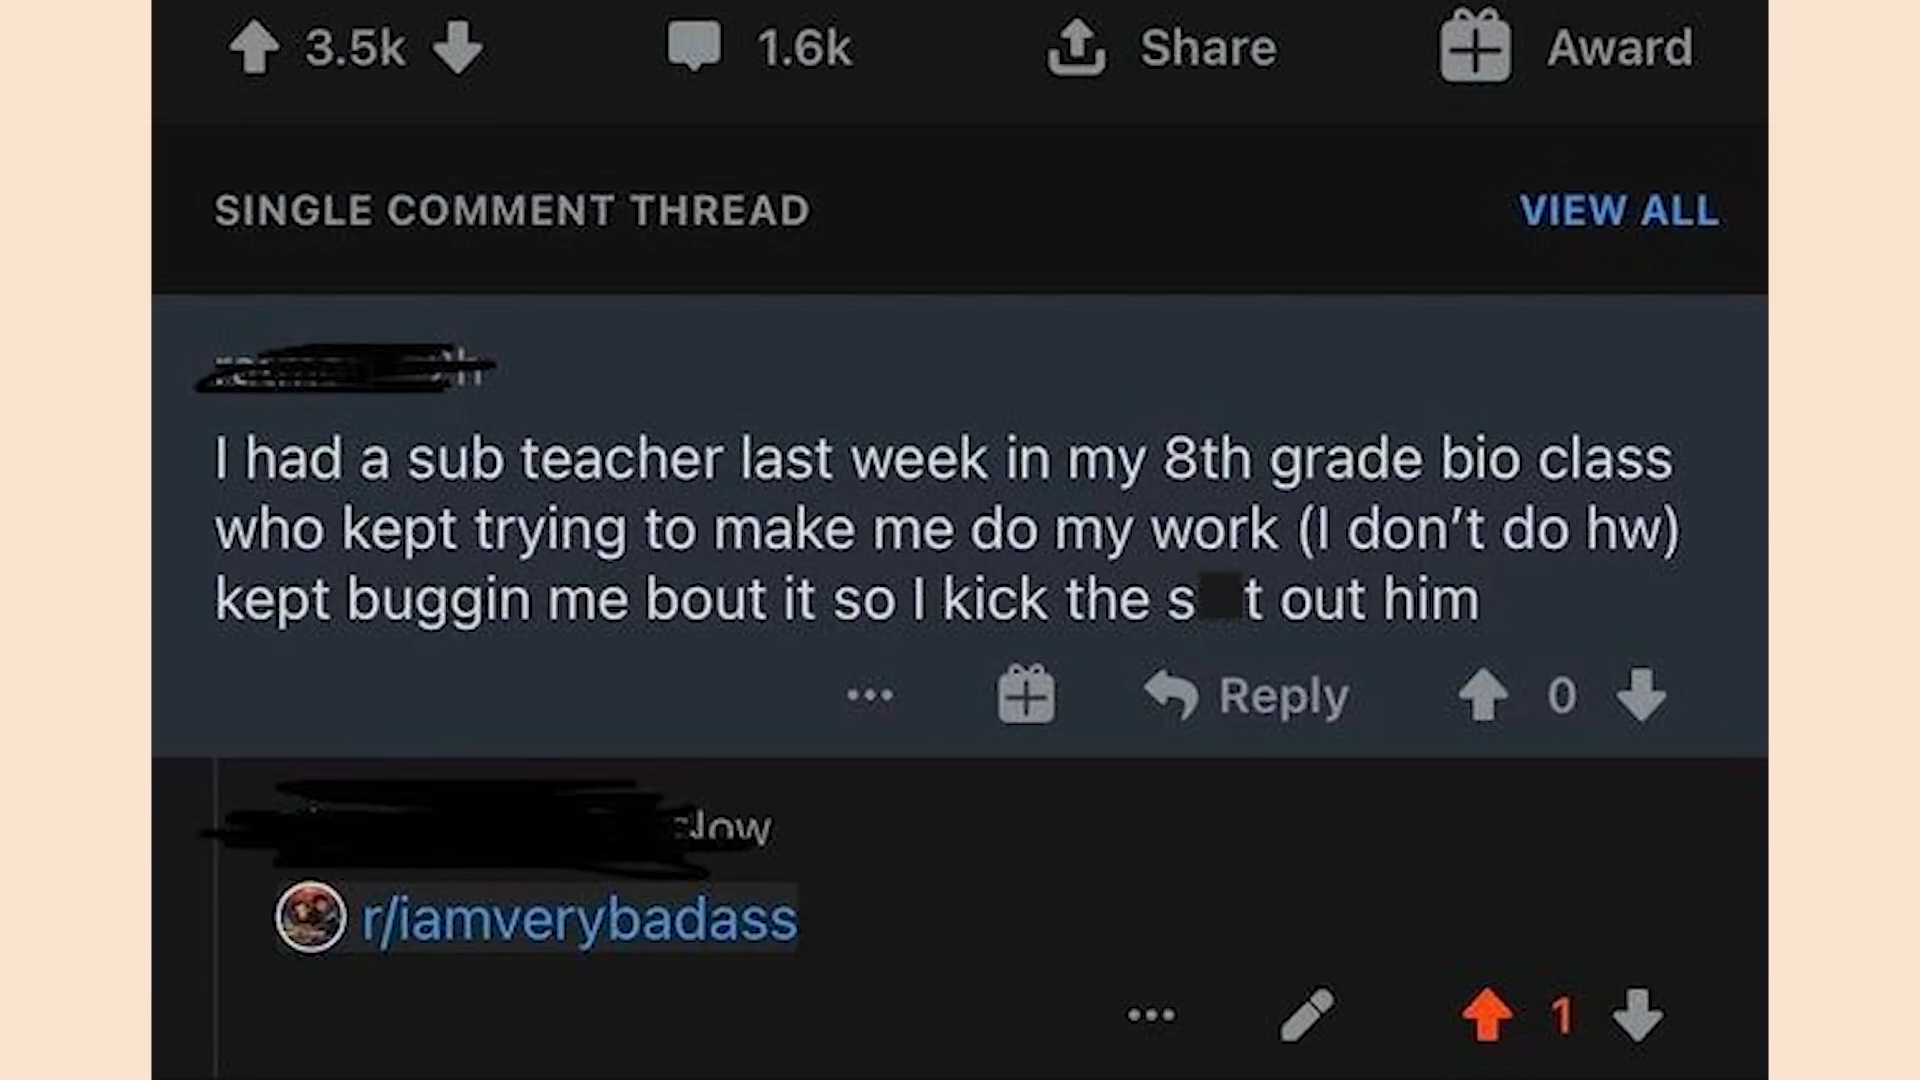 3.5k 1.6k Share Award
SINGLE COMMENT THREAD VIEW ALL
I had a sub teacher last week in my 8th grade bio class
who kept trying to make me do my work (I don't do hw)
kept buggin me bout it so I kick the s t out him
Reply 0
r/iamverybadass
1